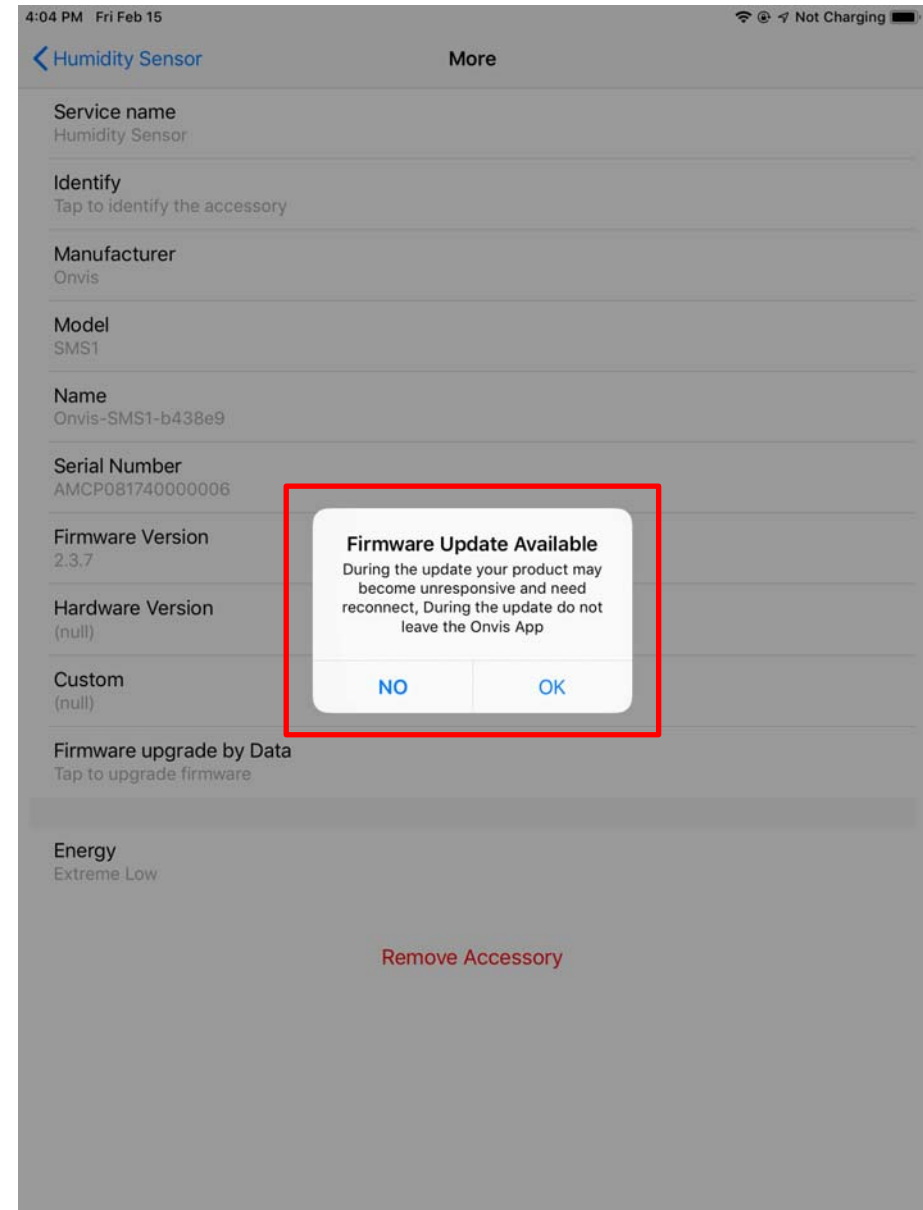 4:04 PM Fri Feb 15 Not Charging
Humidity Sensor More
Service name
Humidity Sensor
Identify
Tap to identify the accessory
Manufacturer
Onvis
Model
SMS1
Name
Onvis-SMS1-b438e9
Serial Number
AMCP081740000006
Firmware Version
2.3.7
Hardware Version
(null)
Custom
(null)
Firmware upgrade by Data
Tap to upgrade firmware
Energy
Extreme Low
Remove Accessory
Firmware Update Available
During the update your product may
become unresponsive and need
reconnect, During the update do not
leave the Onvis App
NO OK